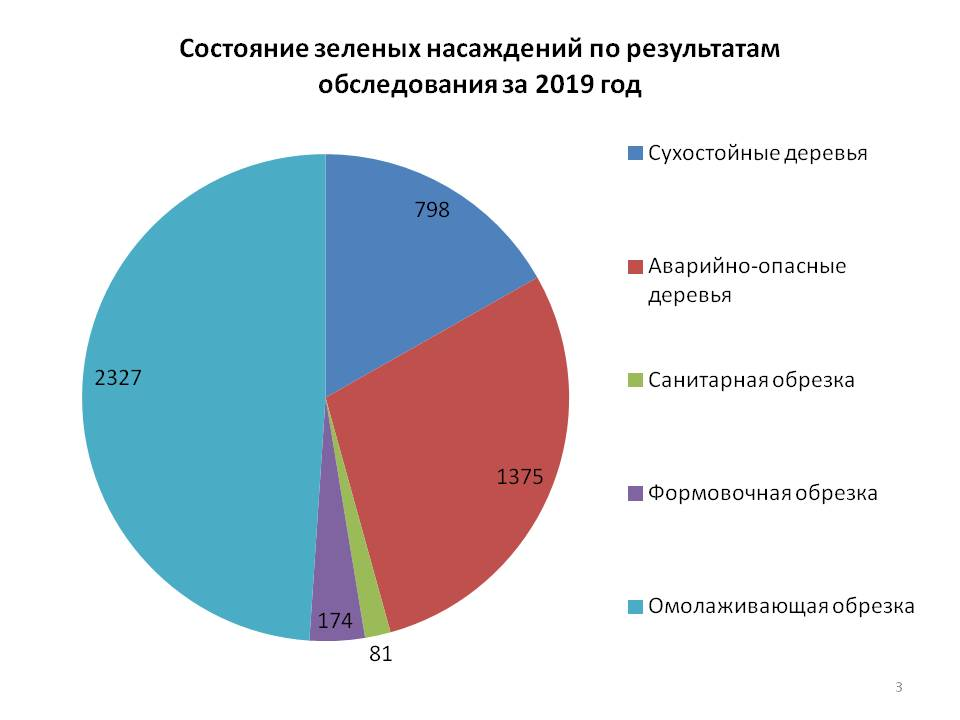 Состояние зеленых насаждений по результатам
обследования за 2019 год
798
1375
81
174
2327
Сухостойные деревья
Аварийно-опасные
деревья
Санитарная обрезка
Формовочная обрезка
Омолаживающая обрезка
3